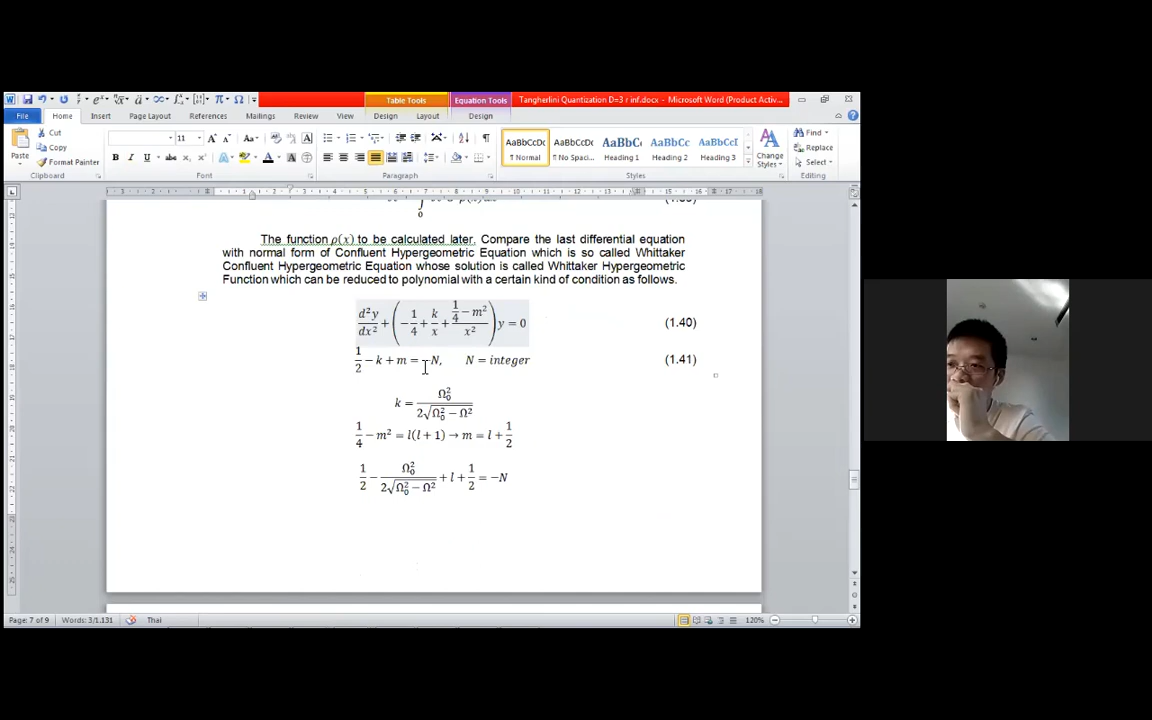 Table Tools Equation Tools Tangherlini Quantization D=3 r inf.docx - Microsoft Word (Product Activ...
File Home Insert Page Layout References Mailings Review View Design Layout Design
Cut
Copy
Format Painter
Paste
11
AaBbCcDc AaBbCcDc AaBbC AaBbCc AaBbCcI
¶ Normal ¶ No Spaci... Heading 1 Heading 2 Heading 3
Change Styles
Find
Replace
Select
Clipboard Font Paragraph Styles Editing
The function ρ(x) to be calculated later. Compare the last differential equation
with normal form of Confluent Hypergeometric Equation which is so called Whittaker
Confluent Hypergeometric Equation whose solution is called Whittaker Hypergeometric
Function which can be reduced to polynomial with a certain kind of condition as follows.
d²y/dx² + (−1/4 + k/x + (1/4 − m²)/x²) y = 0 (1.40)
1/2 − k + m = −N, N = integer (1.41)
k = Ω₀²/(2√(Ω₀² − Ω²))
1/4 − m² = l(l + 1) → m = l + 1/2
1/2 − Ω₀²/(2√(Ω₀² − Ω²)) + l + 1/2 = −N
Page: 7 of 9 Words: 3/1.131 Thai 120%